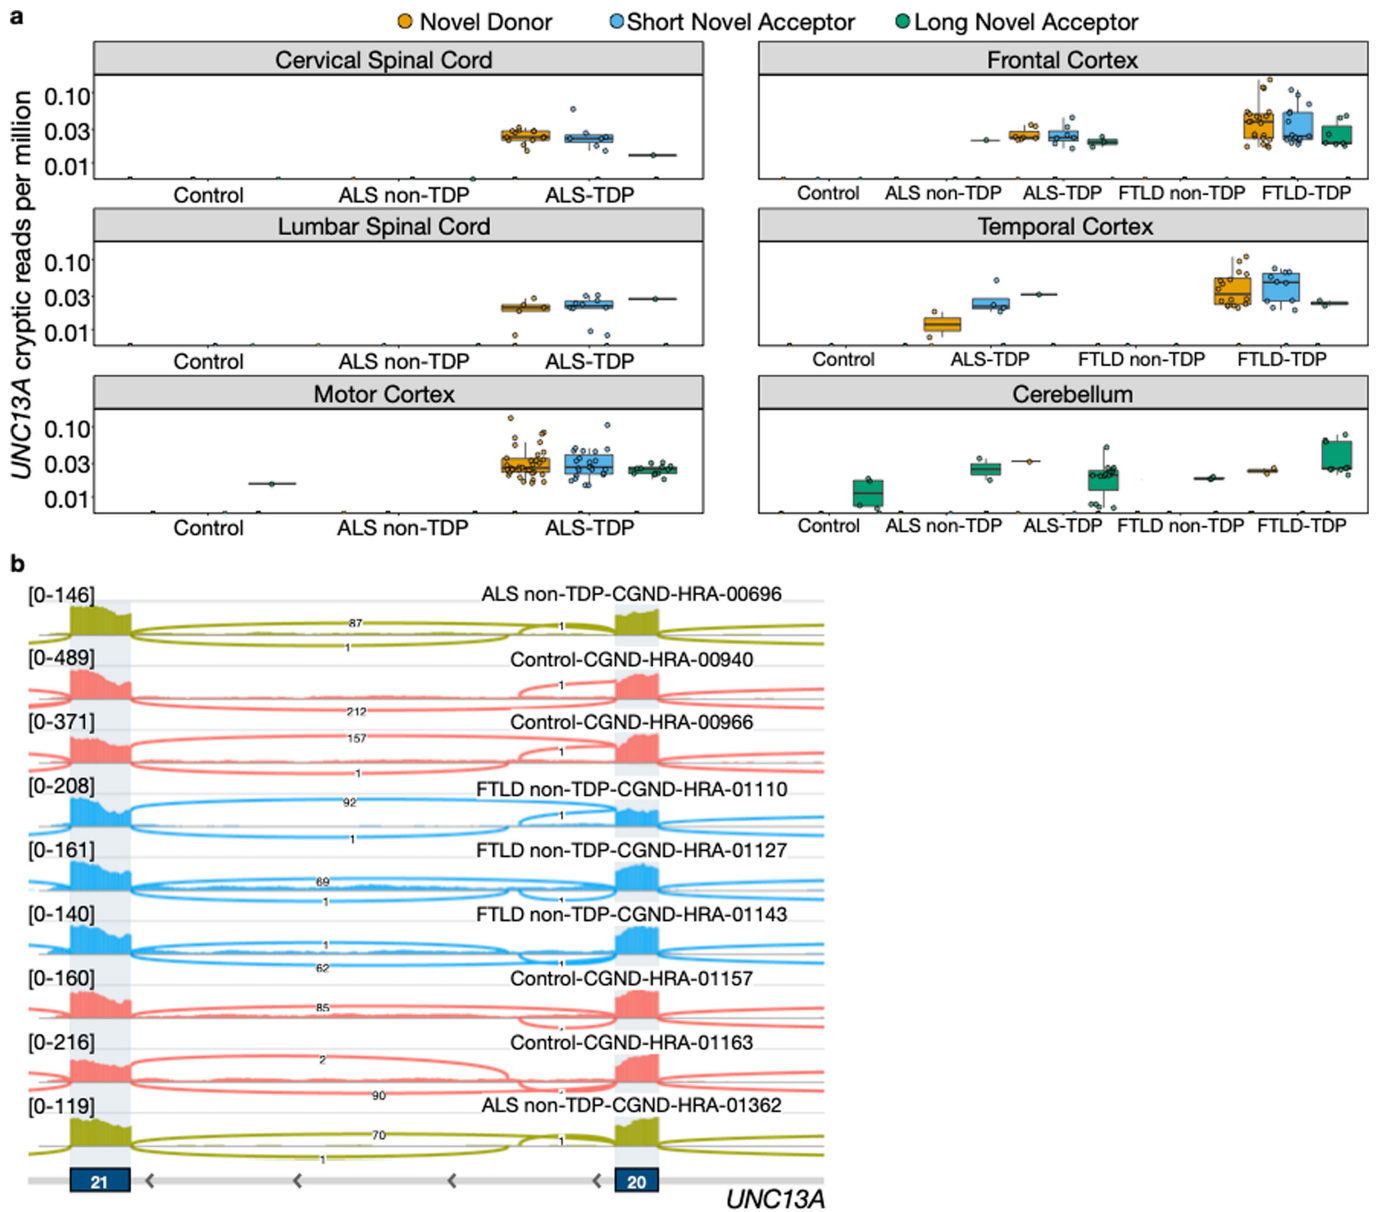 a
Novel Donor Short Novel Acceptor Long Novel Acceptor
UNC13A cryptic reads per million
Cervical Spinal Cord
0.10
0.03
0.01
Control ALS non-TDP ALS-TDP
Frontal Cortex
Control ALS non-TDP ALS-TDP FTLD non-TDP FTLD-TDP
Lumbar Spinal Cord
0.10
0.03
0.01
Control ALS non-TDP ALS-TDP
Temporal Cortex
Control ALS-TDP FTLD non-TDP FTLD-TDP
Motor Cortex
0.10
0.03
0.01
Control ALS non-TDP ALS-TDP
Cerebellum
Control ALS non-TDP ALS-TDP FTLD non-TDP FTLD-TDP
b
[0-146] ALS non-TDP-CGND-HRA-00696
87 1
1
[0-489] Control-CGND-HRA-00940
1
212
[0-371] Control-CGND-HRA-00966
157
1
1
[0-208] FTLD non-TDP-CGND-HRA-01110
92
1
1
[0-161] FTLD non-TDP-CGND-HRA-01127
69
1 1
[0-140] FTLD non-TDP-CGND-HRA-01143
1
62 1
[0-160] Control-CGND-HRA-01157
85
[0-216] Control-CGND-HRA-01163
2
90
[0-119] ALS non-TDP-CGND-HRA-01362
70 1
1
21 20
UNC13A